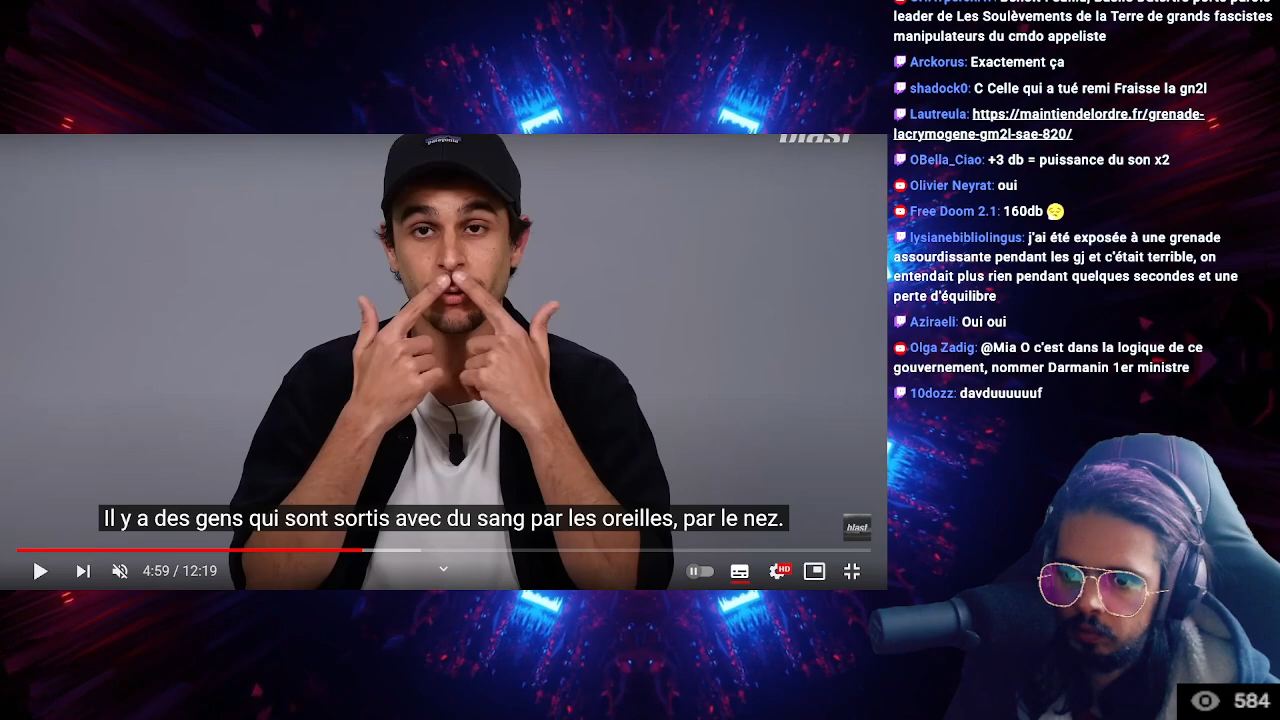 leader de Les Soulèvements de la Terre de grands fascistes
manipulateurs du cmdo appeliste
Arckorus: Exactement ça
shadock0: C Celle qui a tué remi Fraisse la gn2l
Lautreula: https://maintiendelordre.fr/grenade-
lacrymogene-gm2l-sae-820/
OBella_Ciao: +3 db = puissance du son x2
Olivier Neyrat: oui
Free Doom 2.1: 160db 😌
lysianebibliolingus: j'ai été exposée à une grenade
assourdissante pendant les gj et c'était terrible, on
entendait plus rien pendant quelques secondes et une
perte d'équilibre
Aziraeli: Oui oui
Olga Zadig: @Mia O c'est dans la logique de ce
gouvernement, nommer Darmanin 1er ministre
10dozz: davduuuuuuf
blast
patagonia
Il y a des gens qui sont sortis avec du sang par les oreilles, par le nez.
blast
4:59 / 12:19
HD
584